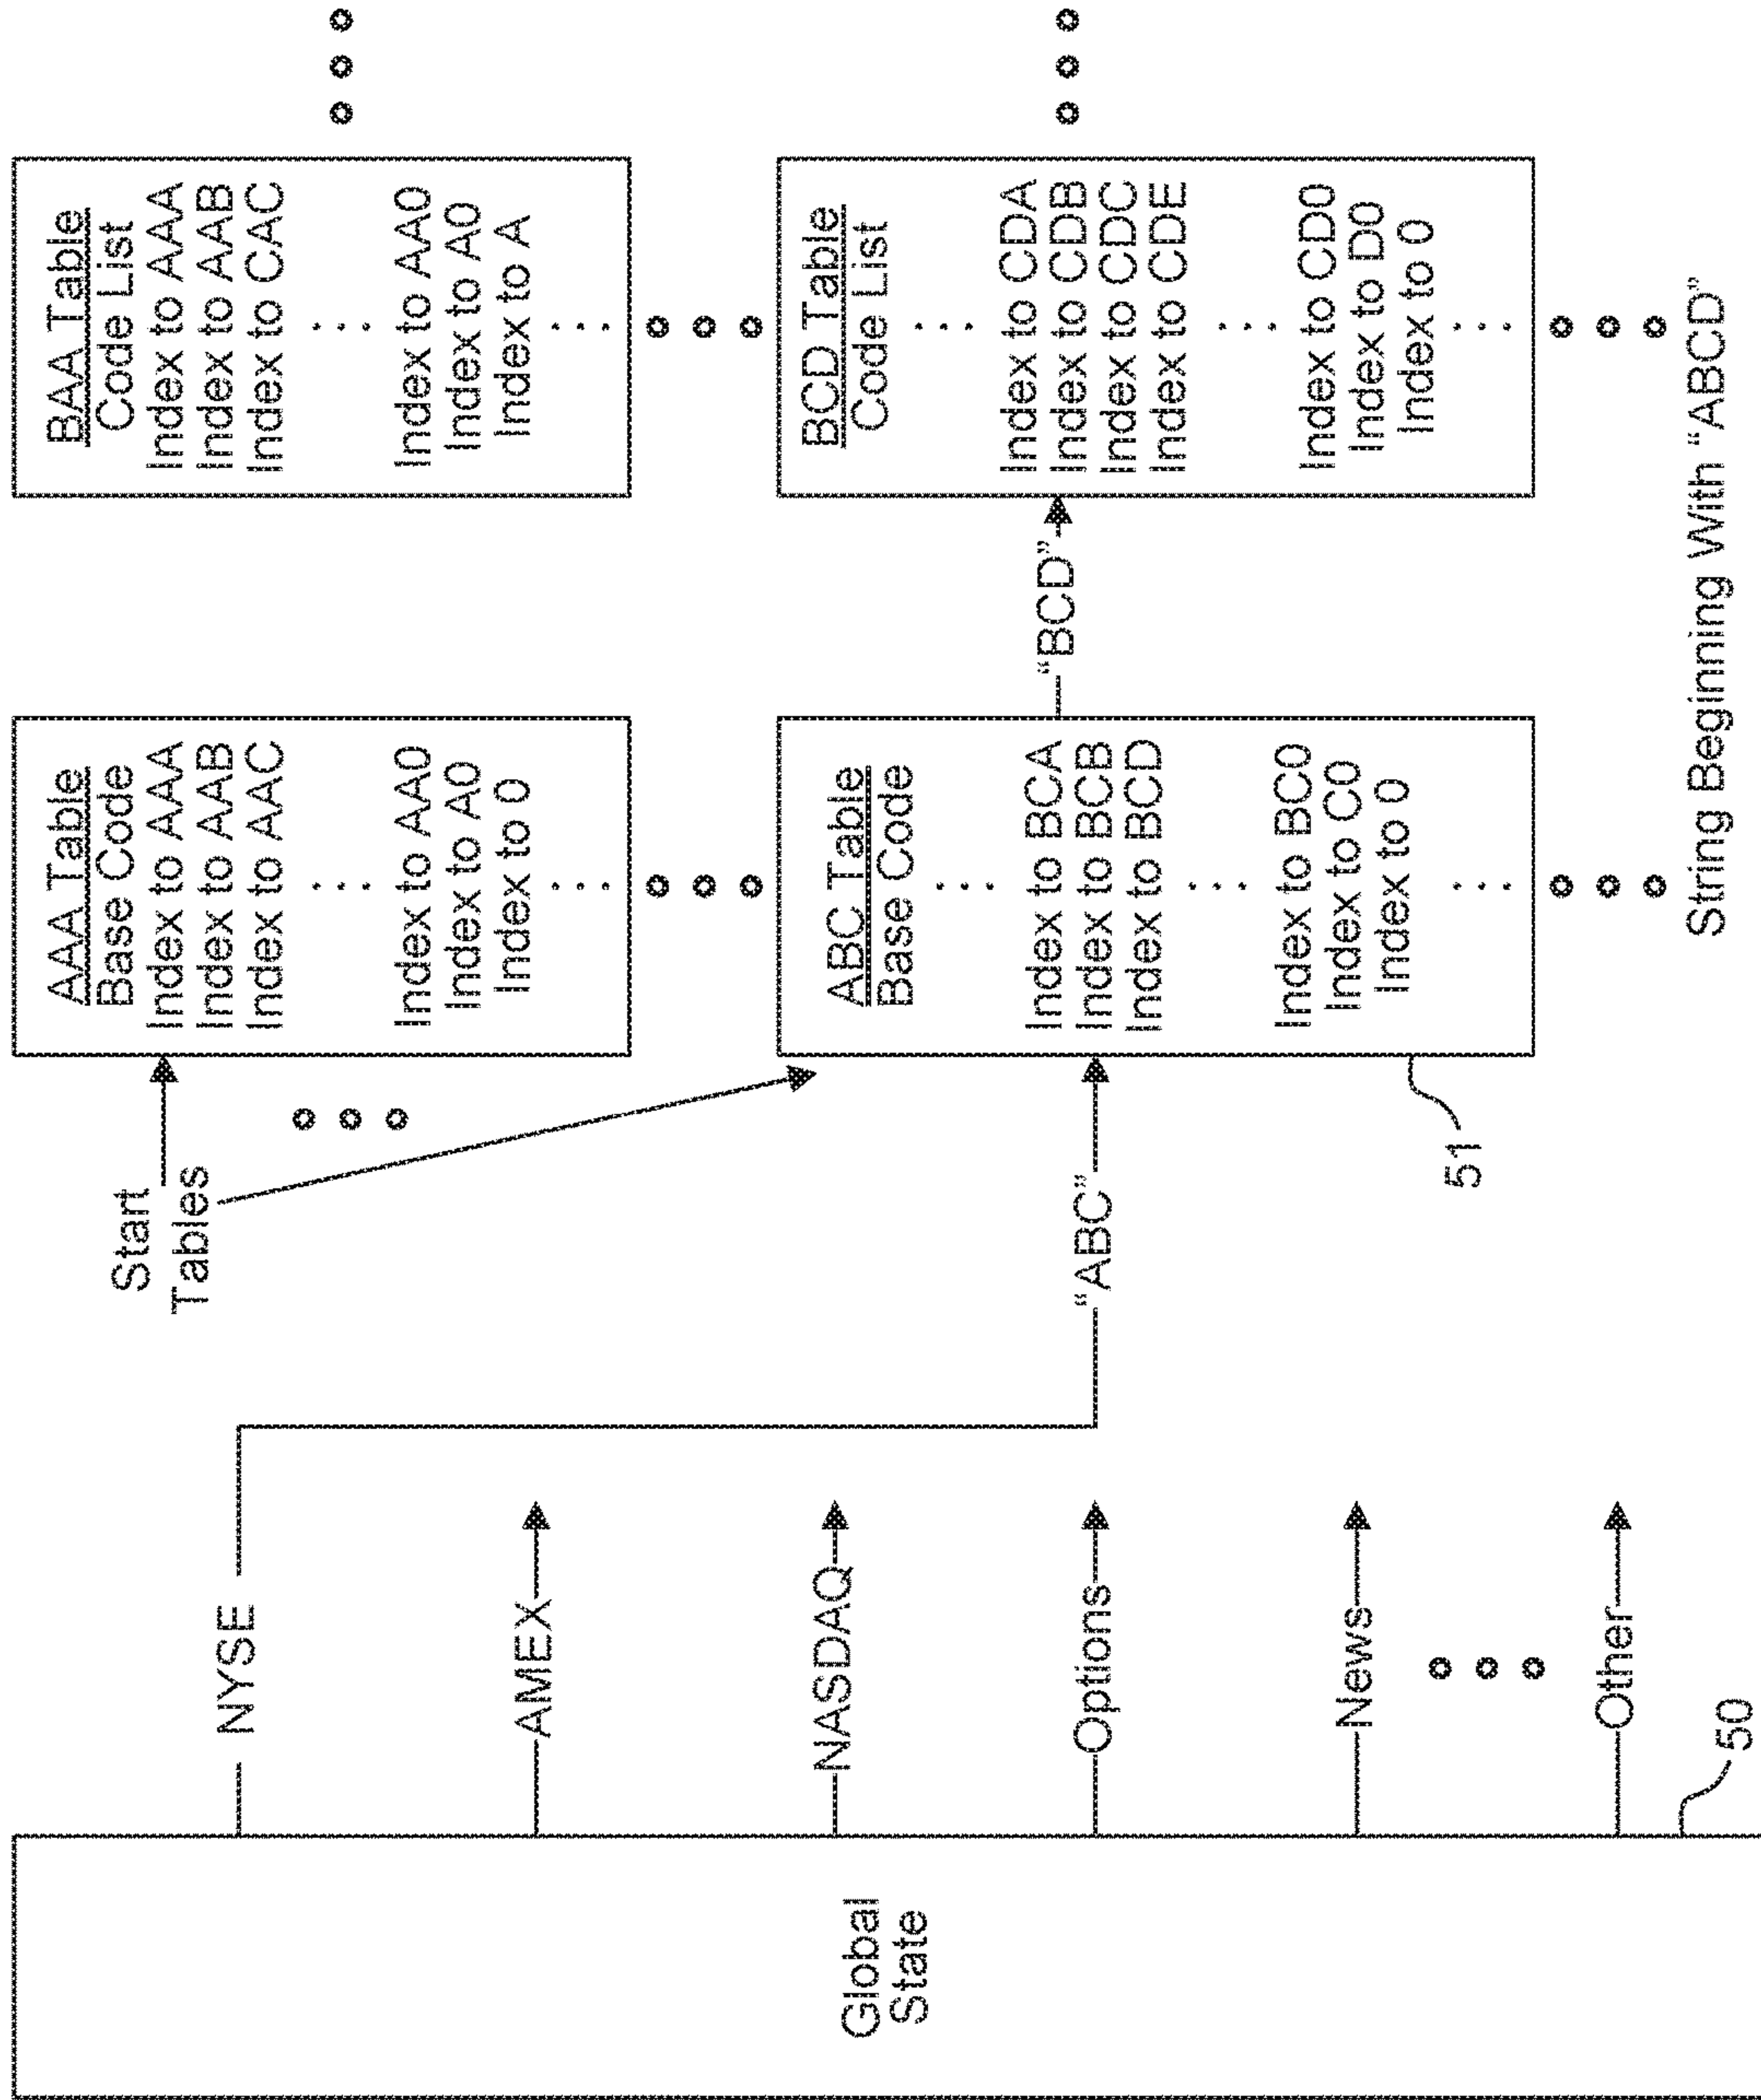 Global
State
50
NYSE
AMEX
NASDAQ
Options
News
Other
Start
Tables
"ABC"
AAA Table
Base Code
Index to AAA
Index to AAB
Index to AAC
. . .
Index to AA0
Index to A0
Index to 0
. . .
ABC Table
Base Code
. . .
Index to BCA
Index to BCB
Index to BCD
. . .
Index to BC0
Index to C0
Index to 0
. . .
51
"BCD"
BAA Table
Code List
Index to AAA
Index to AAB
Index to CAC
. . .
Index to AA0
Index to A0
Index to A
. . .
BCD Table
Code List
. . .
Index to CDA
Index to CDB
Index to CDC
Index to CDE
. . .
Index to CD0
Index to D0
Index to 0
. . .
String Beginning With "ABCD"